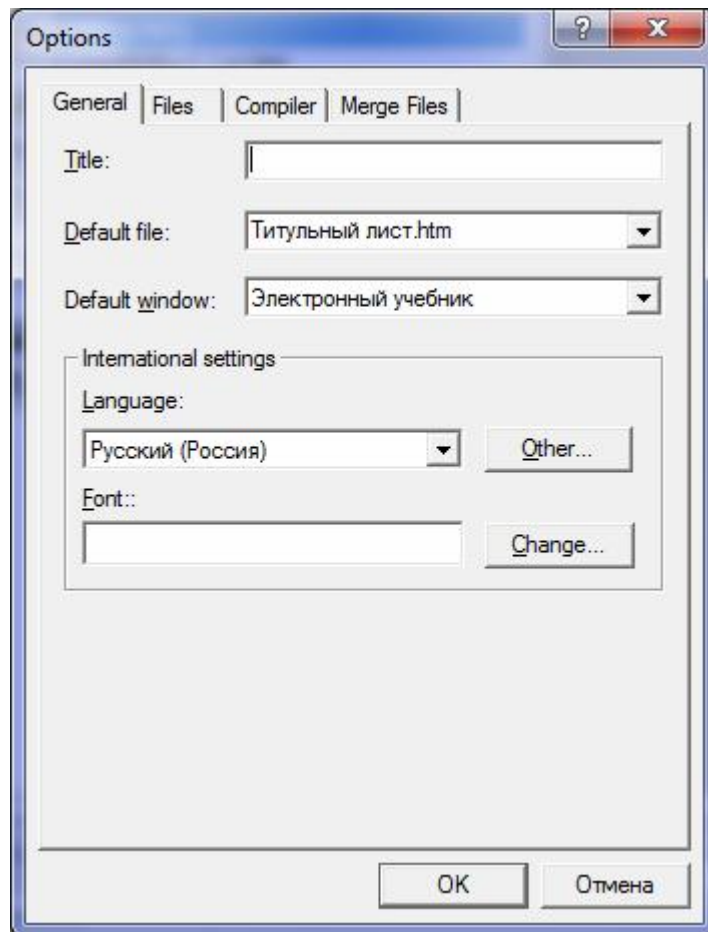 Options
General Files Compiler Merge Files
Title:
Default file: Титульный лист.htm
Default window: Электронный учебник
International settings
Language:
Русский (Россия) Other...
Font::
Change...
OK Отмена